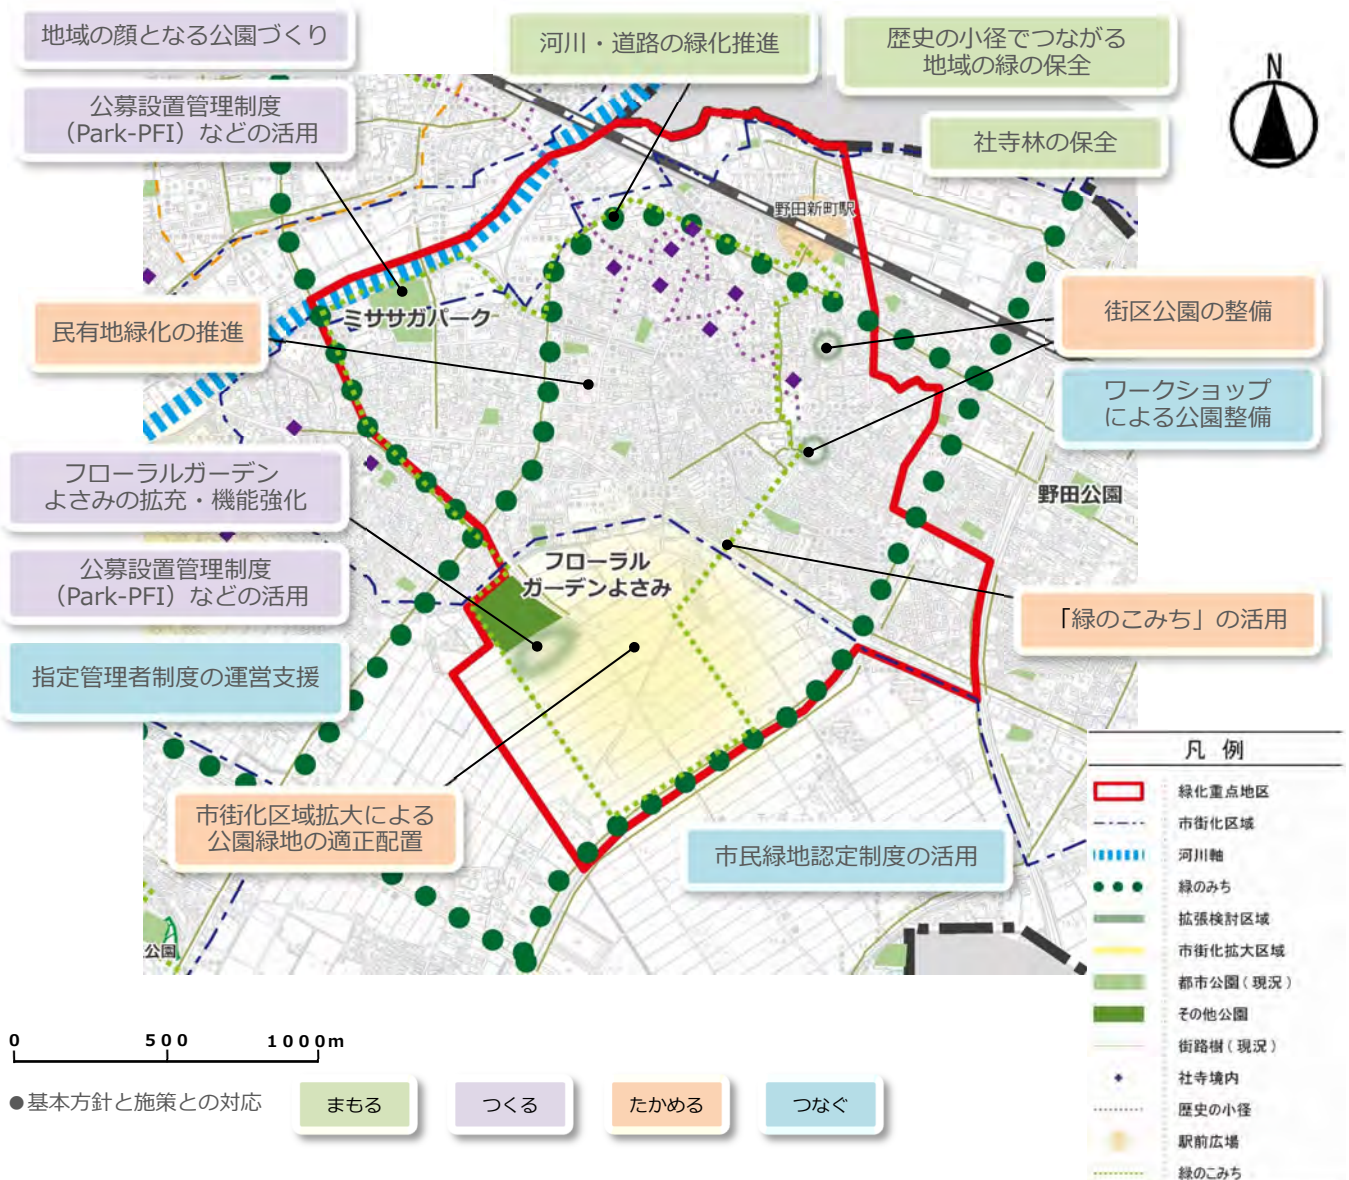 地域の顔となる公園づくり
公募設置管理制度
（Park-PFI）などの活用
河川・道路の緑化推進
歴史の小径でつながる
地域の緑の保全
社寺林の保全
N
野田新町駅
ミササガパーク
民有地緑化の推進
街区公園の整備
ワークショップ
による公園整備
フローラルガーデン
よさみの拡充・機能強化
野田公園
公募設置管理制度
（Park-PFI）などの活用
フローラル
ガーデンよさみ
「緑のこみち」の活用
指定管理者制度の運営支援
市街化区域拡大による
公園緑地の適正配置
市民緑地認定制度の活用
公園
凡 例
緑化重点地区
市街化区域
河川軸
緑のみち
拡張検討区域
市街化拡大区域
都市公園（現況）
その他公園
街路樹（現況）
社寺境内
歴史の小径
駅前広場
緑のこみち
0 500 1000m
●基本方針と施策との対応
まもる
つくる
たかめる
つなぐ